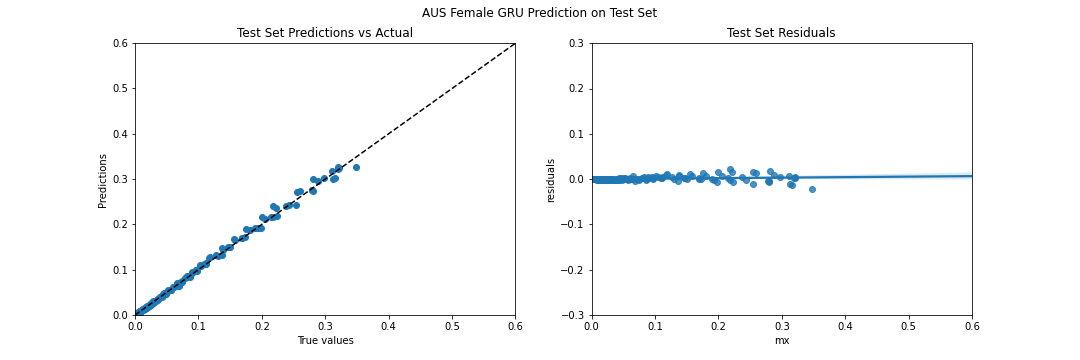 AUS Female GRU Prediction on Test Set
Test Set Predictions vs Actual
0.6
0.5
0.4
0.3
0.2
0.1
0.0
Predictions
0.0 0.1 0.2 0.3 0.4 0.5 0.6
True values
Test Set Residuals
0.3
0.2
0.1
0.0
−0.1
−0.2
−0.3
residuals
0.0 0.1 0.2 0.3 0.4 0.5 0.6
mx